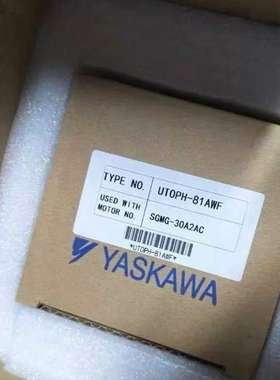 TYPE NO. UTOPH-81AWF
USED WITH
MOTOR NO. SGMG-30A2AC
*UTOPH-81AWF*
YASKAWA